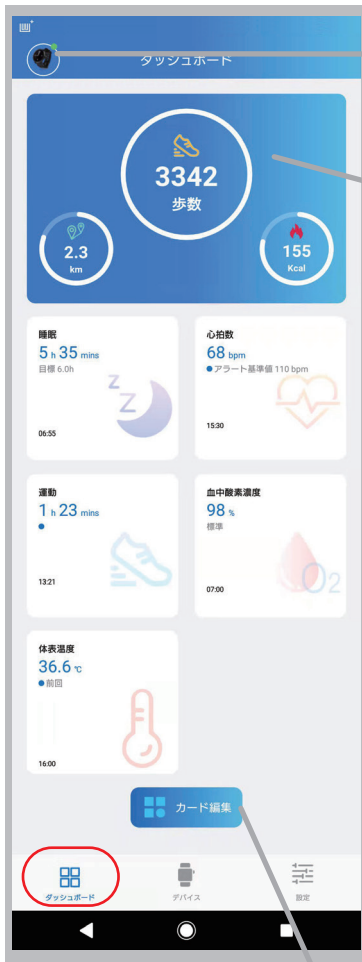 ダッシュボード
3342
歩数
2.3
km
155
Kcal
睡眠
5 h 35 mins
目標 6.0h
Z
Z
06:55
心拍数
68 bpm
アラート基準値 110 bpm
15:30
運動
1 h 23 mins
13:21
血中酸素濃度
98 %
標準
O2
07:00
体表温度
36.6 ℃
前回
16:00
カード編集
ダッシュボード
デバイス
設定